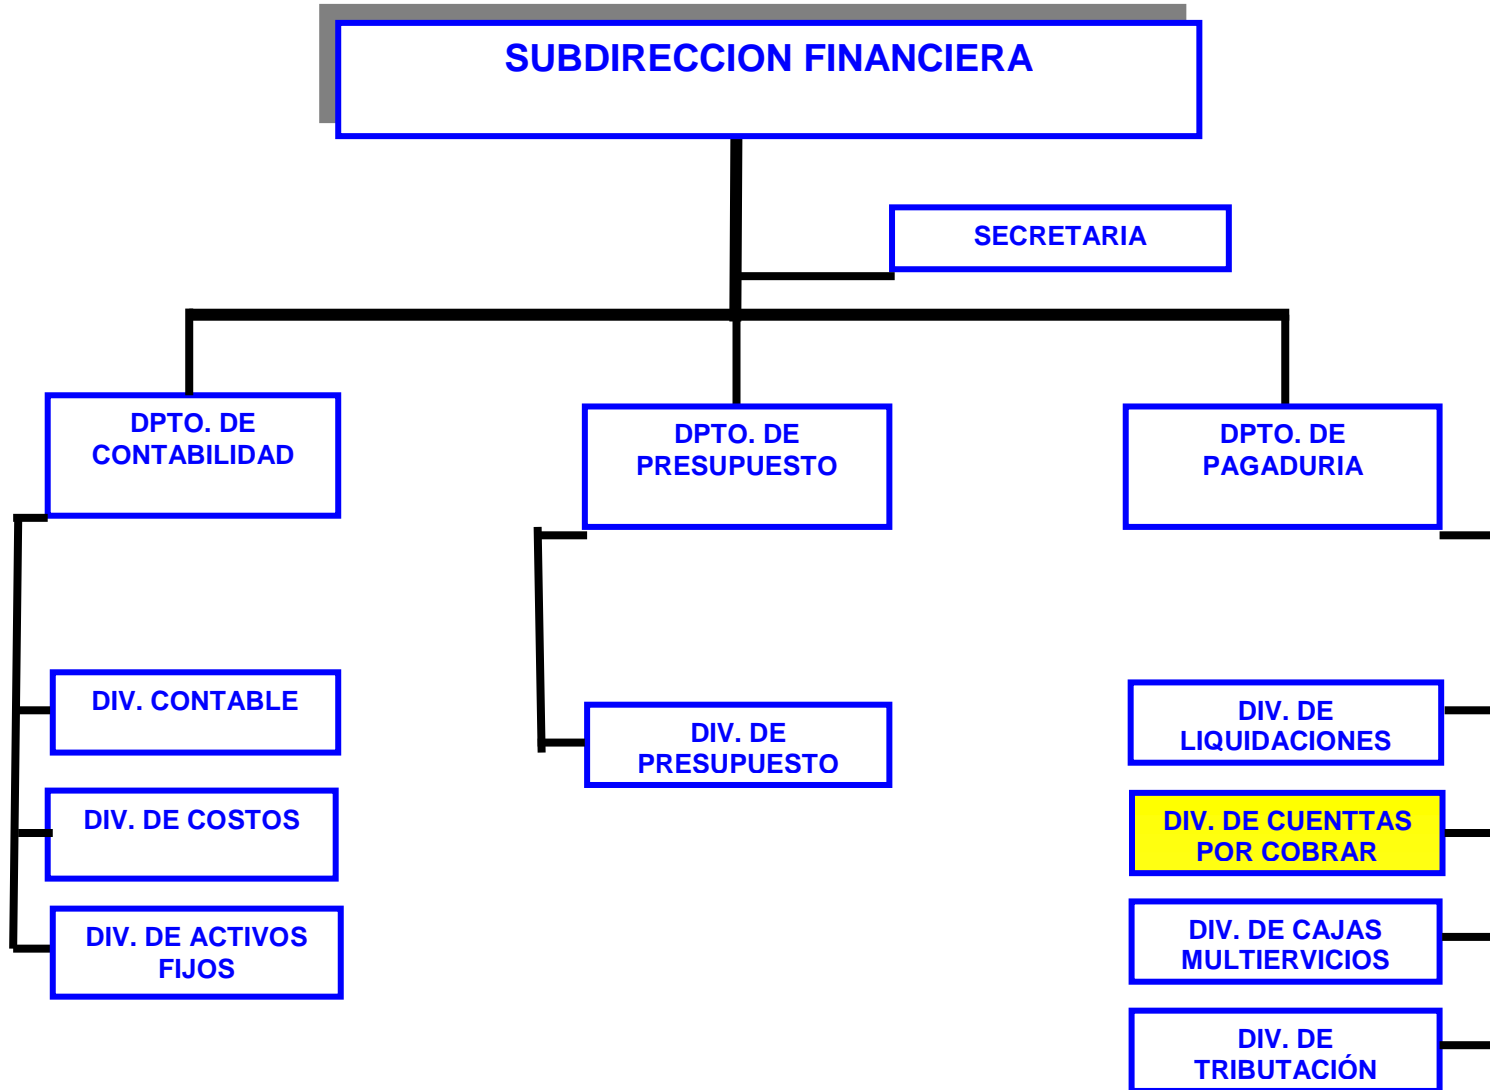 SUBDIRECCION FINANCIERA
SECRETARIA
DPTO. DE
CONTABILIDAD
DPTO. DE
PRESUPUESTO
DPTO. DE
PAGADURIA
DIV. CONTABLE
DIV. DE COSTOS
DIV. DE ACTIVOS
FIJOS
DIV. DE
PRESUPUESTO
DIV. DE
LIQUIDACIONES
DIV. DE CUENTTAS
POR COBRAR
DIV. DE CAJAS
MULTIERVICIOS
DIV. DE
TRIBUTACIÓN